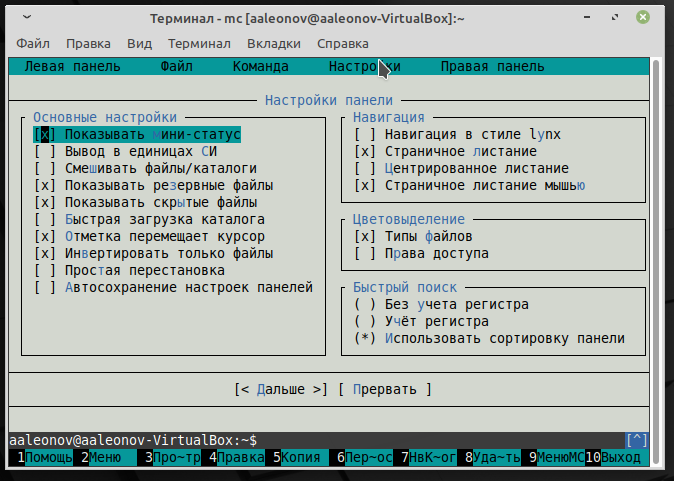 Терминал - mc [aaleonov@aaleonov-VirtualBox]:~
Файл Правка Вид Терминал Вкладки Справка
Левая панель Файл Команда Настройки Правая панель
Настройки панели
Основные настройки
[x] Показывать мини-статус
[ ] Вывод в единицах СИ
[ ] Смешивать файлы/каталоги
[x] Показывать резервные файлы
[x] Показывать скрытые файлы
[ ] Быстрая загрузка каталога
[x] Отметка перемещает курсор
[x] Инвертировать только файлы
[ ] Простая перестановка
[ ] Автосохранение настроек панелей
Навигация
[ ] Навигация в стиле lynx
[x] Страничное листание
[ ] Центрированное листание
[x] Страничное листание мышью
Цветовыделение
[x] Типы файлов
[ ] Права доступа
Быстрый поиск
( ) Без учета регистра
( ) Учёт регистра
(*) Использовать сортировку панели
[< Дальше >] [ Прервать ]
aaleonov@aaleonov-VirtualBox:~$ [^]
1Помощь 2Меню 3Про~тр 4Правка 5Копия 6Пер~ос 7НвК~ог 8Уда~ть 9МенюMC 10Выход